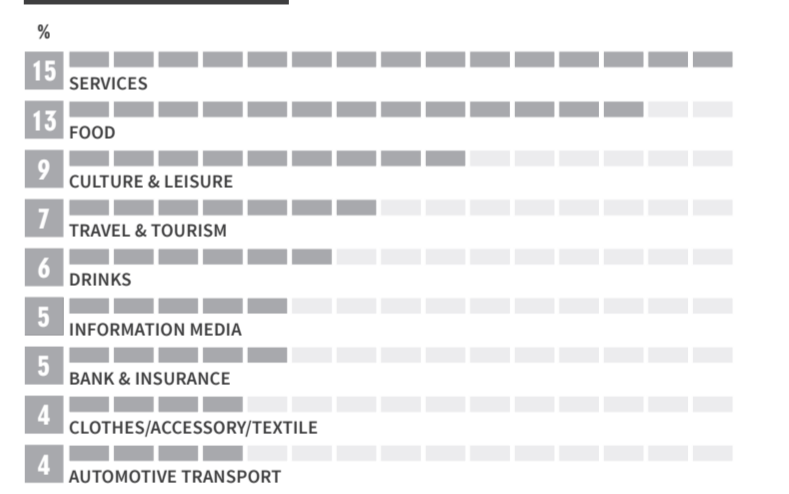 %
15
SERVICES
13
FOOD
9
CULTURE & LEISURE
7
TRAVEL & TOURISM
6
DRINKS
5
INFORMATION MEDIA
5
BANK & INSURANCE
4
CLOTHES/ACCESSORY/TEXTILE
4
AUTOMOTIVE TRANSPORT